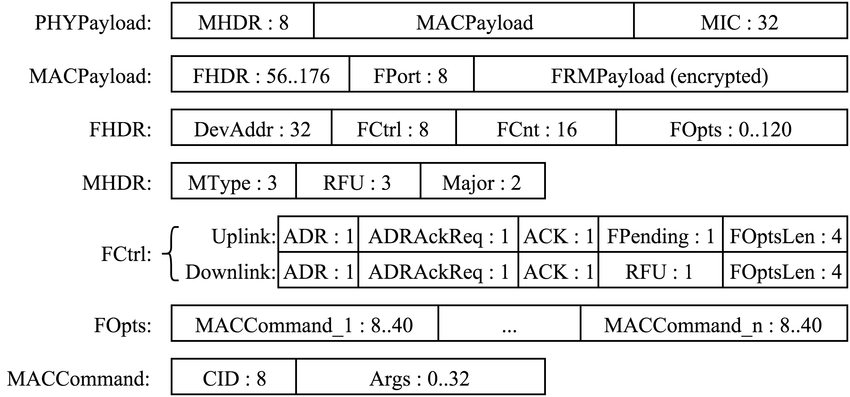 PHYPayload: MHDR : 8 MACPayload MIC : 32
MACPayload: FHDR : 56..176 FPort : 8 FRMPayload (encrypted)
FHDR: DevAddr : 32 FCtrl : 8 FCnt : 16 FOpts : 0..120
MHDR: MType : 3 RFU : 3 Major : 2
FCtrl: Uplink: ADR : 1 ADRAckReq : 1 ACK : 1 FPending : 1 FOptsLen : 4
Downlink: ADR : 1 ADRAckReq : 1 ACK : 1 RFU : 1 FOptsLen : 4
FOpts: MACCommand_1 : 8..40 ... MACCommand_n : 8..40
MACCommand: CID : 8 Args : 0..32